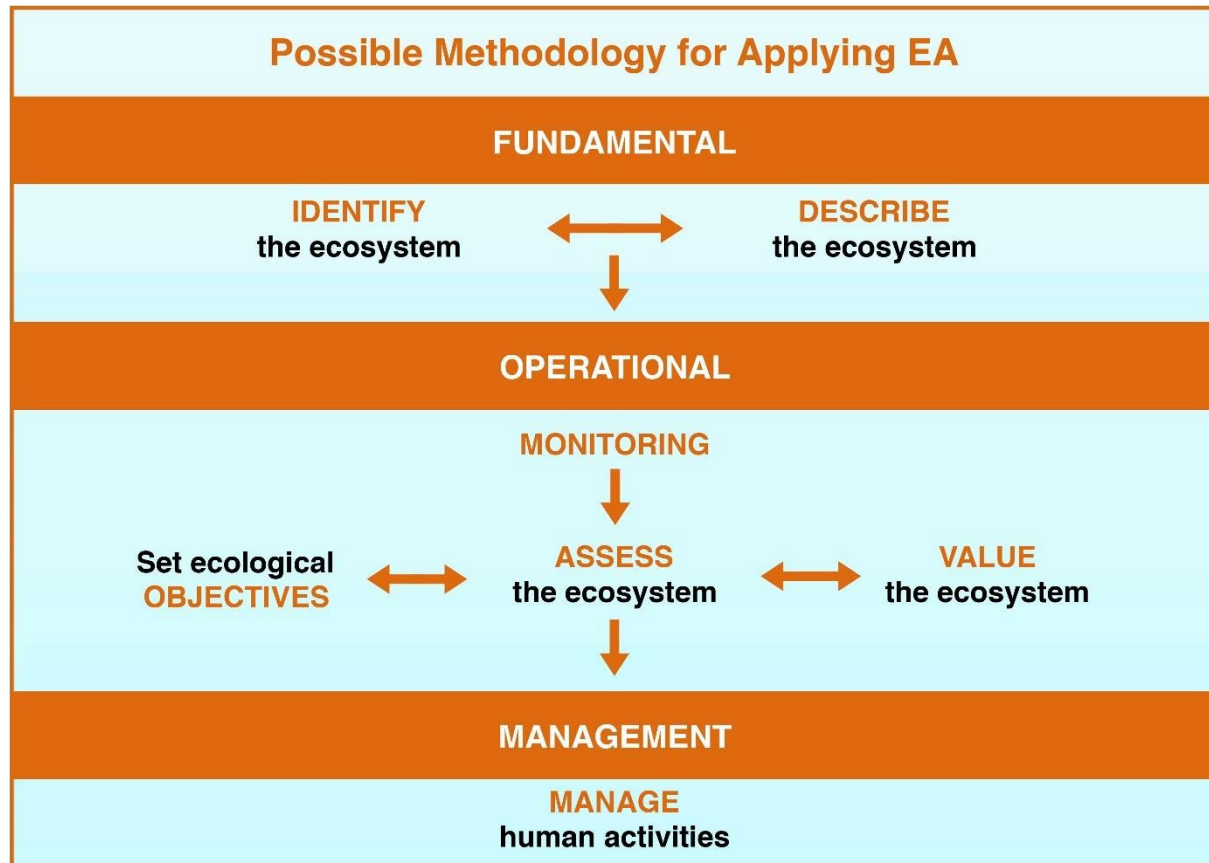 Possible Methodology for Applying EA
FUNDAMENTAL
IDENTIFY
the ecosystem
DESCRIBE
the ecosystem
OPERATIONAL
MONITORING
Set ecological
OBJECTIVES
ASSESS
the ecosystem
VALUE
the ecosystem
MANAGEMENT
MANAGE
human activities